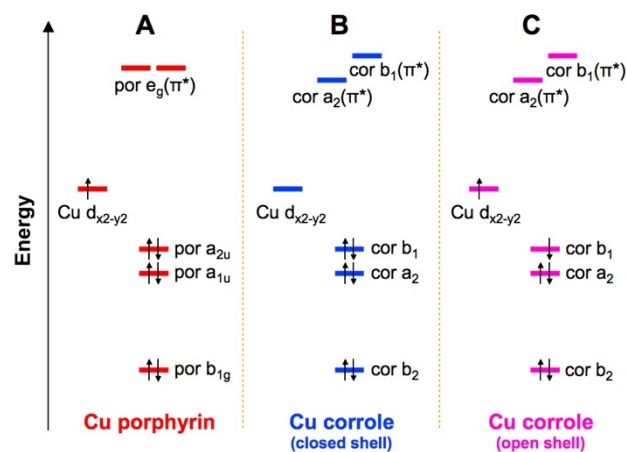 Energy
A
por eg(π*)
Cu dx2-y2
por a2u
por a1u
por b1g
Cu porphyrin
B
cor b1(π*)
cor a2(π*)
Cu dx2-y2
cor b1
cor a2
cor b2
Cu corrole
(closed shell)
C
cor b1(π*)
cor a2(π*)
Cu dx2-y2
cor b1
cor a2
cor b2
Cu corrole
(open shell)